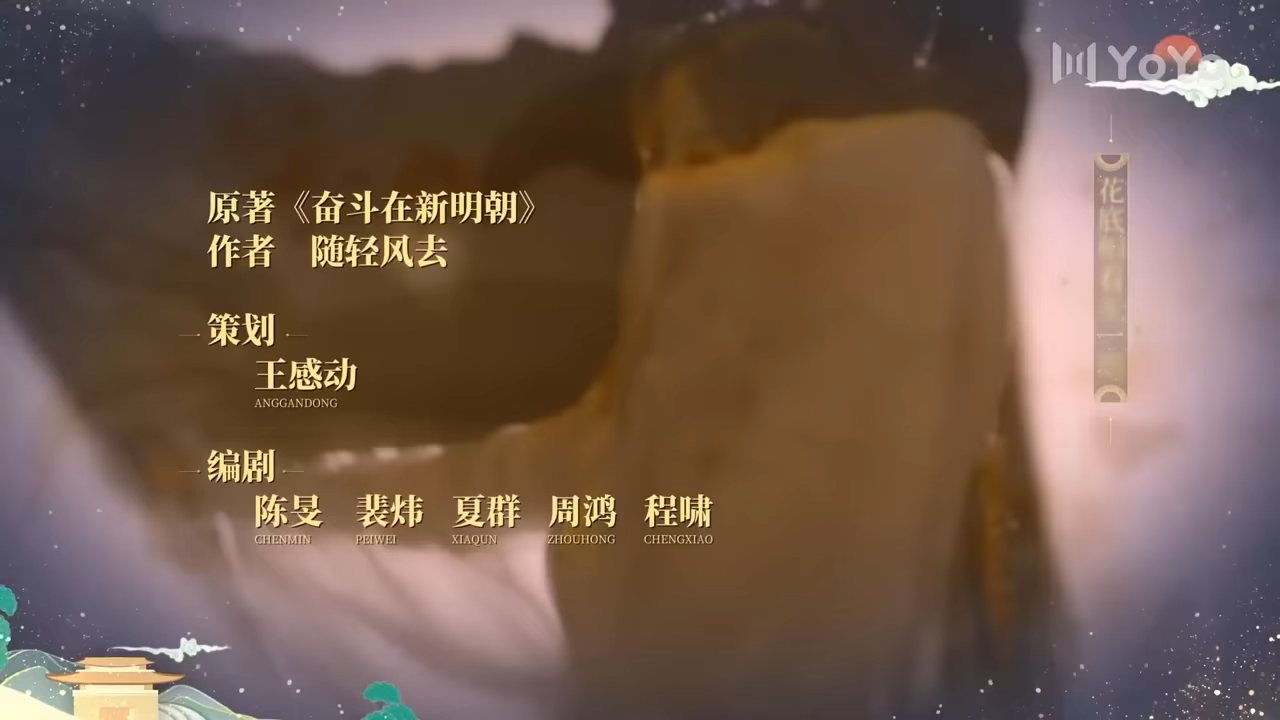 原著《奋斗在新明朝》
作者 随轻风去
策划
王感动
ANGGANDONG
编剧
陈旻 裴炜 夏群 周鸿 程啸
CHENMIN PEIWEI XIAQUN ZHOUHONG CHENGXIAO
YoYo
花底